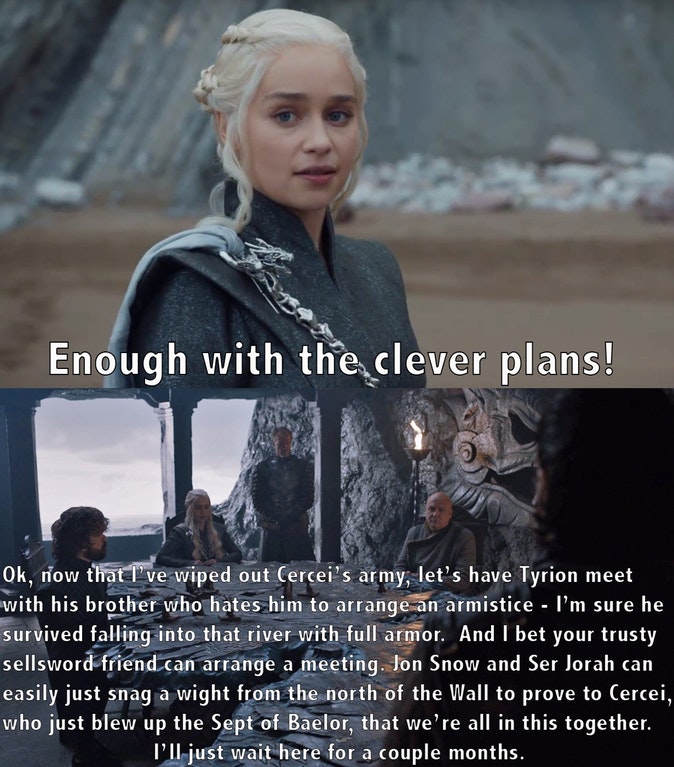 Enough with the clever plans!
Ok, now that I've wiped out Cercei's army, let's have Tyrion meet
with his brother who hates him to arrange an armistice - I'm sure he
survived falling into that river with full armor.  And I bet your trusty
sellsword friend can arrange a meeting. Jon Snow and Ser Jorah can
easily just snag a wight from the north of the Wall to prove to Cercei,
who just blew up the Sept of Baelor, that we're all in this together.
I'll just wait here for a couple months.